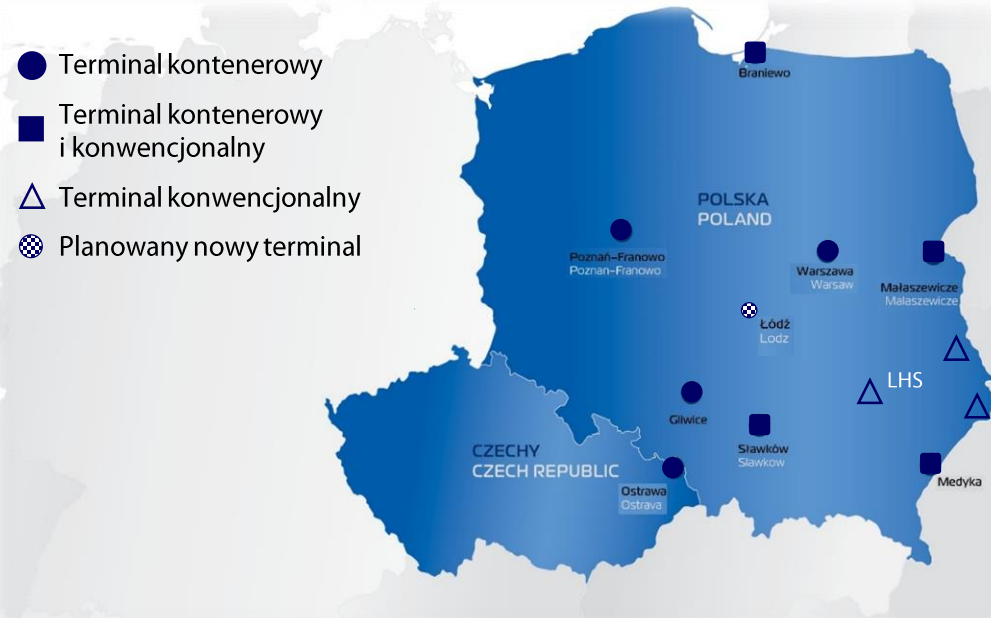 Terminal kontenerowy
Terminal kontenerowy
i konwencjonalny
Terminal konwencjonalny
Planowany nowy terminal
Braniewo
POLSKA
POLAND
Poznań-Franowo
Poznan-Franowo
Warszawa
Warsaw
Małaszewicze
Malaszewicze
Łódź
Lodz
LHS
Gliwice
CZECHY
CZECH REPUBLIC
Sławków
Slawkow
Ostrawa
Ostrava
Medyka